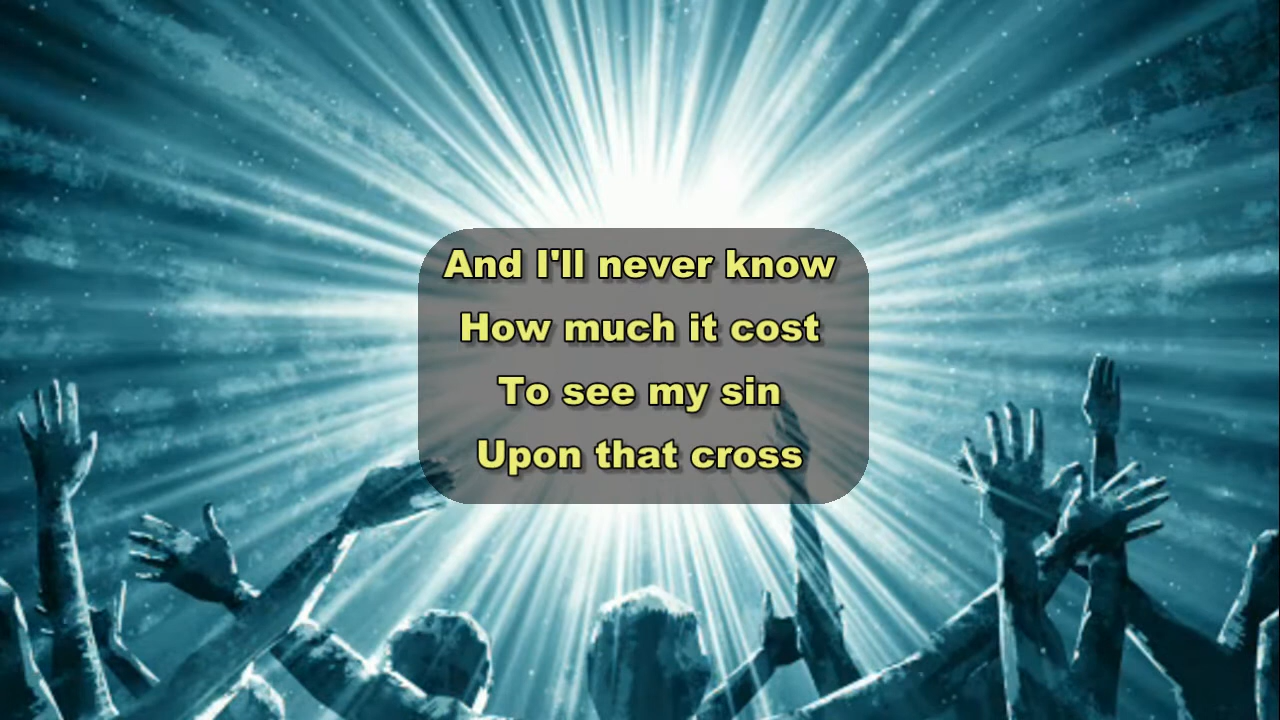 And I'll never know
How much it cost
To see my sin
Upon that cross